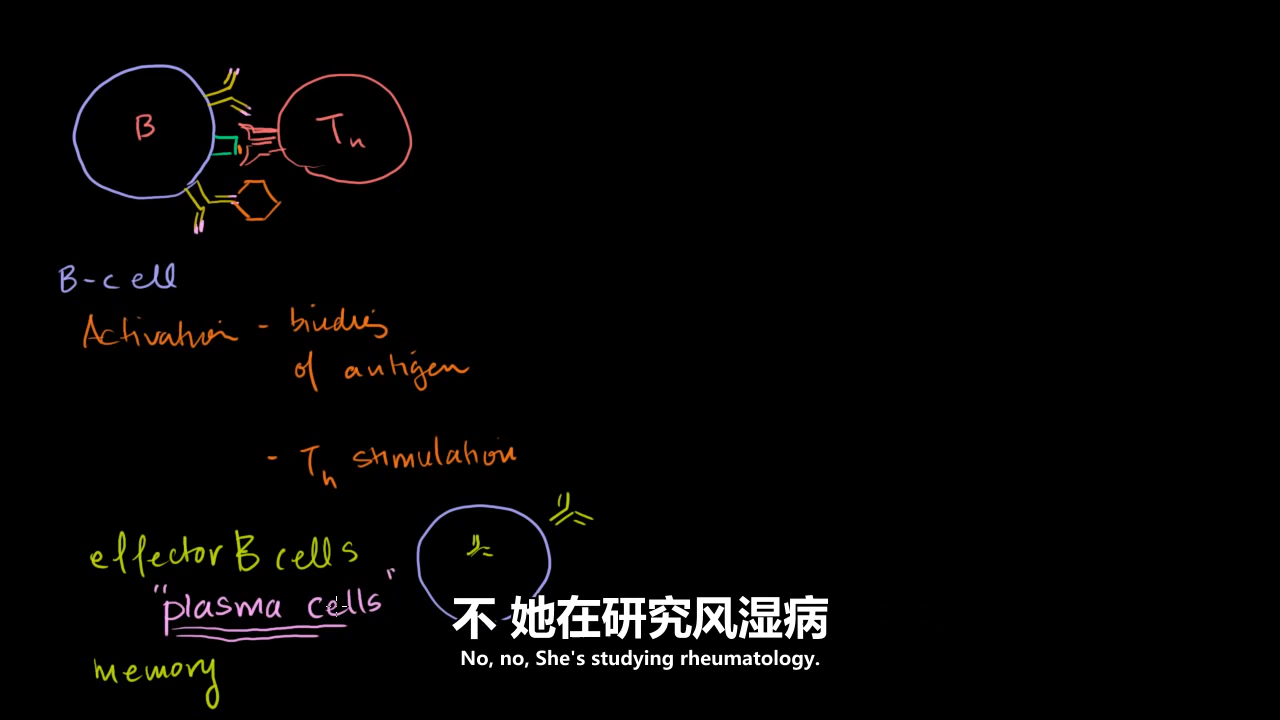 B
Th
B-cell
Activation - binding
of antigen
- Th stimulation
effector B cells
"plasma cells"
memory
不 她在研究风湿病
No, no, She's studying rheumatology.